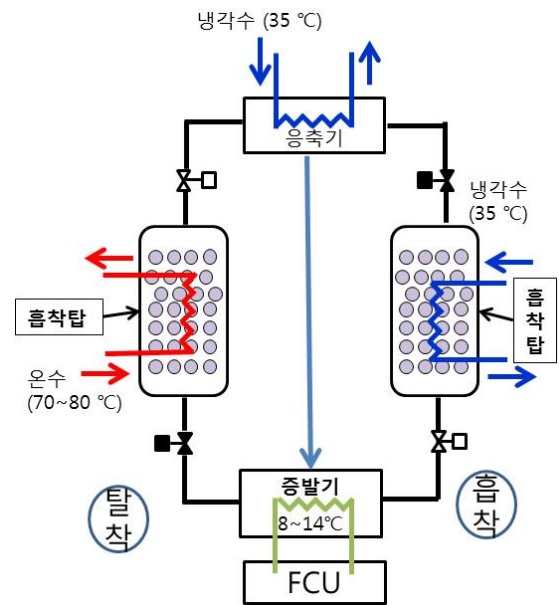 냉각수 (35 ℃)
응축기
냉각수
(35 ℃)
흡착탑
흡
착
탑
온수
(70~80 ℃)
탈
착
증발기
8~14℃
흡
착
FCU